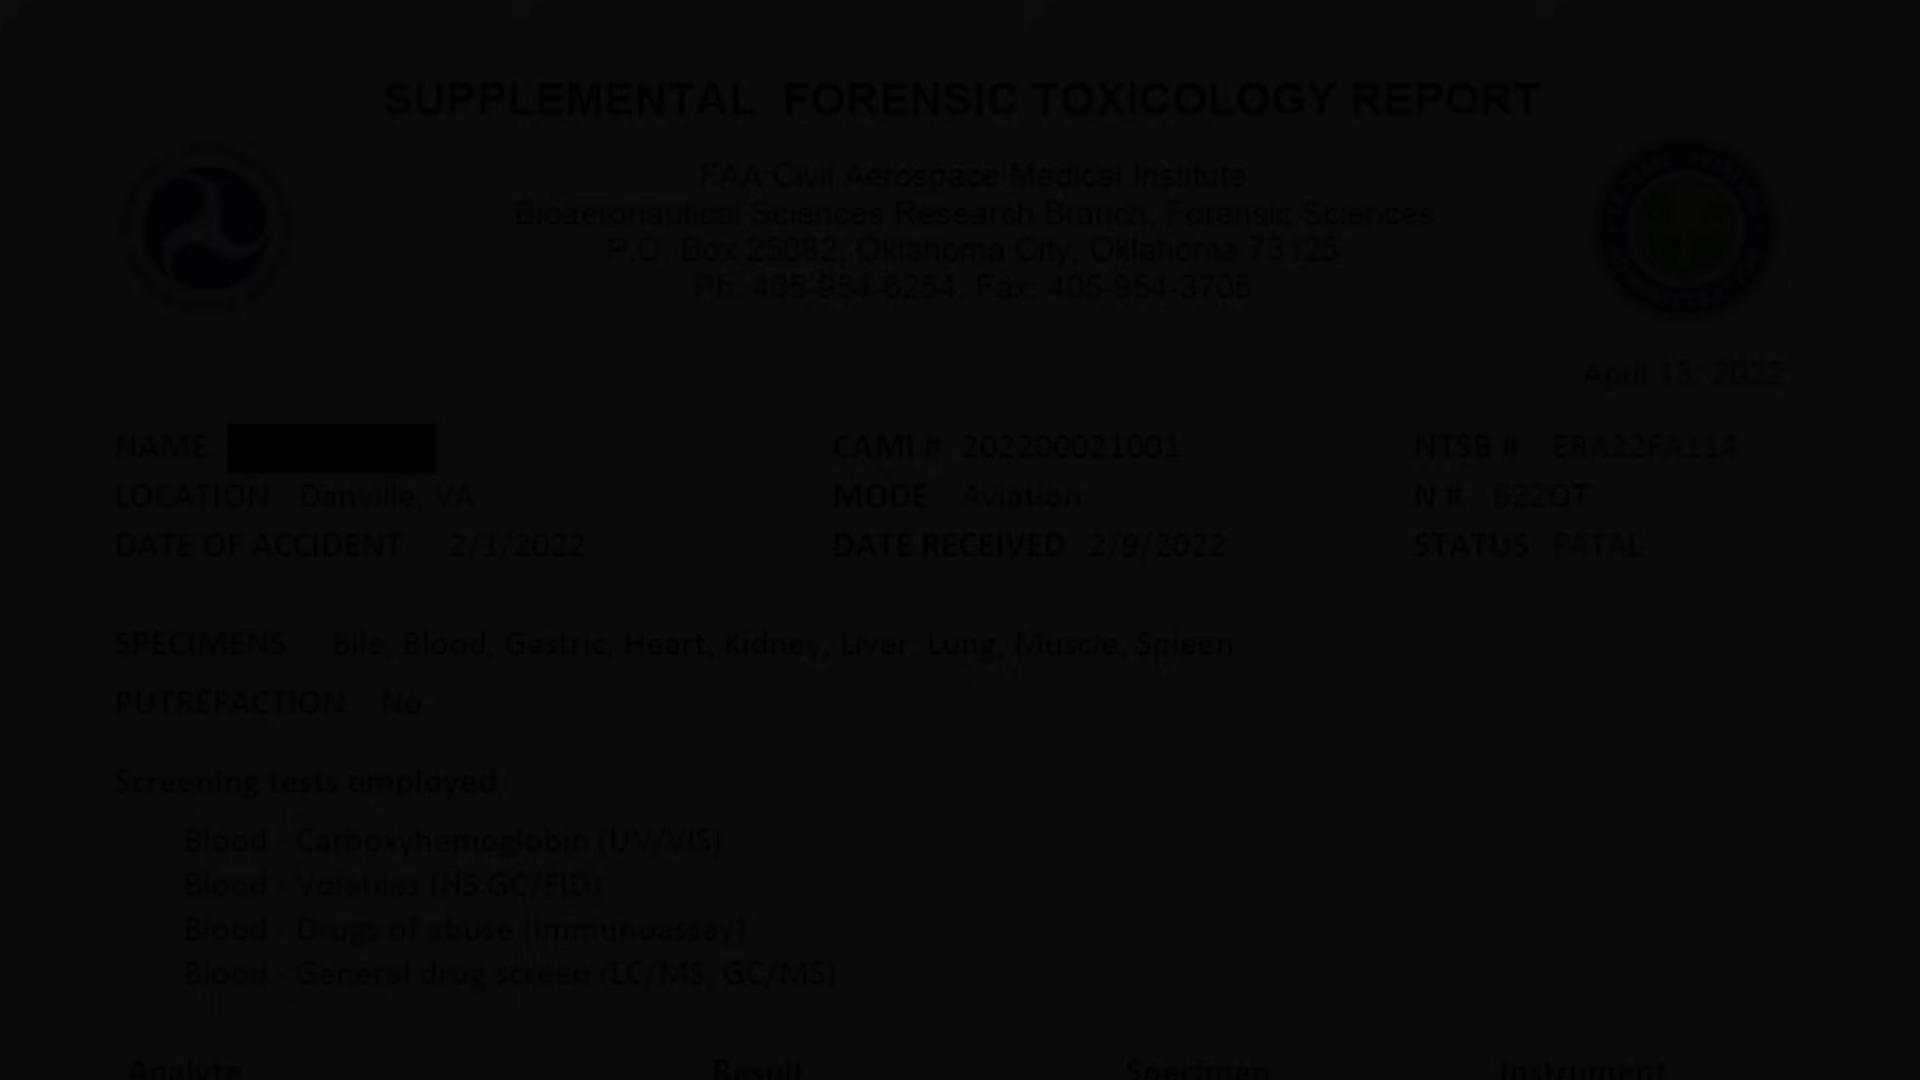 SUPPLEMENTAL FORENSIC TOXICOLOGY REPORT
FAA Civil Aerospace Medical Institute
Bioaeronautical Sciences Research Branch, Forensic Sciences
P.O. Box 25082, Oklahoma City, Oklahoma 73125
Ph: 405-954-6254, Fax: 405-954-3705
April 13, 2022
NAME CAMI # 202200021001 NTSB # ERA22FA114
LOCATION Danville, VA MODE Aviation N # 622QT
DATE OF ACCIDENT 2/1/2022 DATE RECEIVED 2/9/2022 STATUS FATAL
SPECIMENS Bile, Blood, Gastric, Heart, Kidney, Liver, Lung, Muscle, Spleen
PUTREFACTION No
Screening tests employed
Blood - Carboxyhemoglobin (UV/VIS)
Blood - Volatiles (HS GC/FID)
Blood - Drugs of abuse (Immunoassay)
Blood - General drug screen (LC/MS, GC/MS)
Analyte Result Specimen Instrument